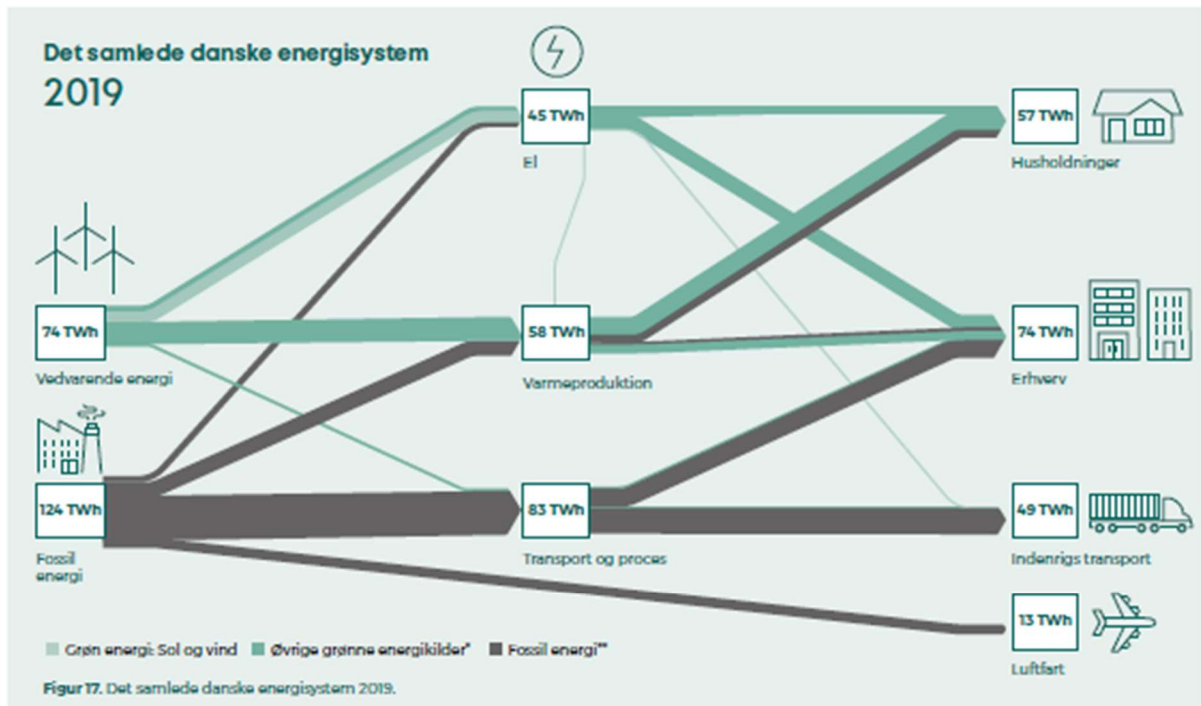 Det samlede danske energisystem
2019
45 TWh
El
57 TWh
Husholdninger
74 TWh
Vedvarende energi
58 TWh
Varmeproduktion
74 TWh
Erhverv
124 TWh
Fossil
energi
83 TWh
Transport og proces
49 TWh
Indenrigs transport
13 TWh
Luftfart
Grøn energi: Sol og vind Øvrige grønne energikilder* Fossil energi**
Figur 17. Det samlede danske energisystem 2019.